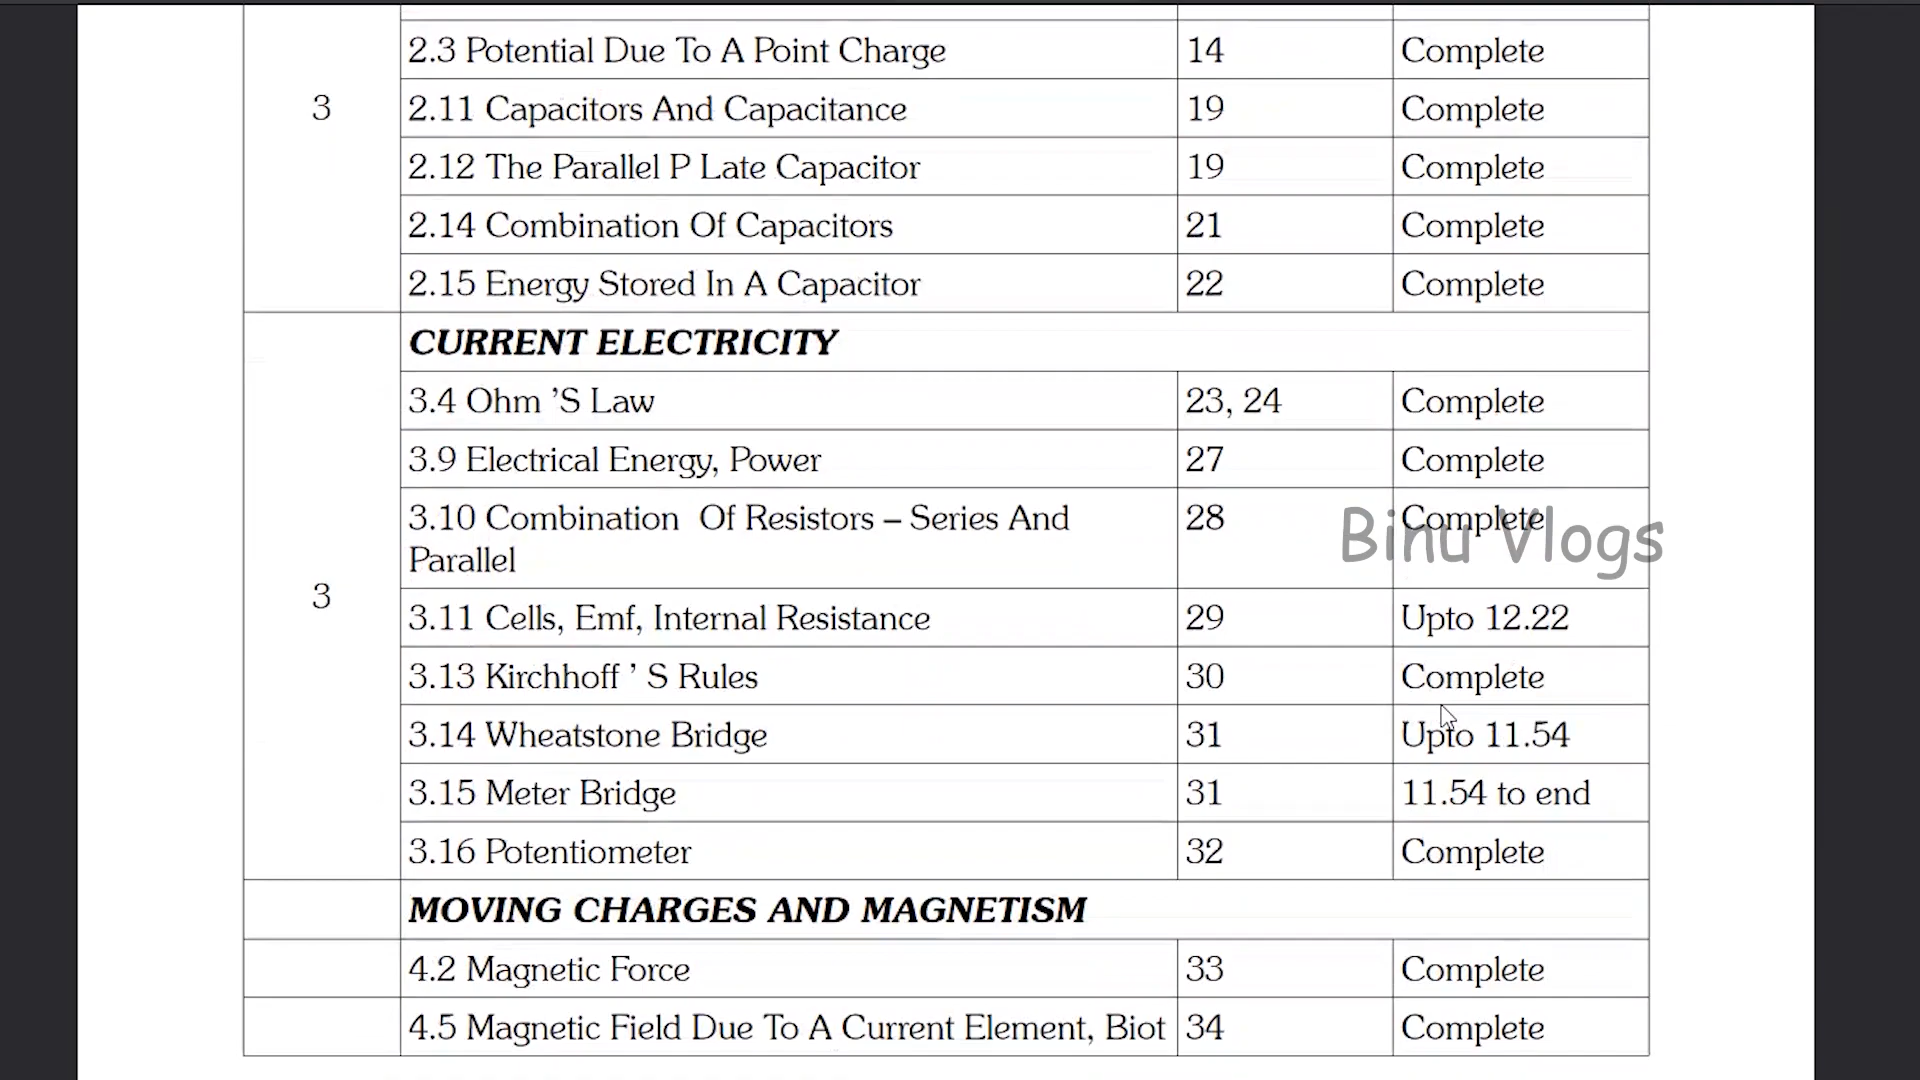 2.3 Potential Due To A Point Charge 14 Complete
3 2.11 Capacitors And Capacitance 19 Complete
2.12 The Parallel P Late Capacitor 19 Complete
2.14 Combination Of Capacitors 21 Complete
2.15 Energy Stored In A Capacitor 22 Complete
CURRENT ELECTRICITY
3.4 Ohm ’S Law 23, 24 Complete
3.9 Electrical Energy, Power 27 Complete
3.10 Combination Of Resistors – Series And 28 Complete
Binu Vlogs
Parallel
3
3.11 Cells, Emf, Internal Resistance 29 Upto 12.22
3.13 Kirchhoff ’ S Rules 30 Complete
3.14 Wheatstone Bridge 31 Upto 11.54
3.15 Meter Bridge 31 11.54 to end
3.16 Potentiometer 32 Complete
MOVING CHARGES AND MAGNETISM
4.2 Magnetic Force 33 Complete
4.5 Magnetic Field Due To A Current Element, Biot 34 Complete